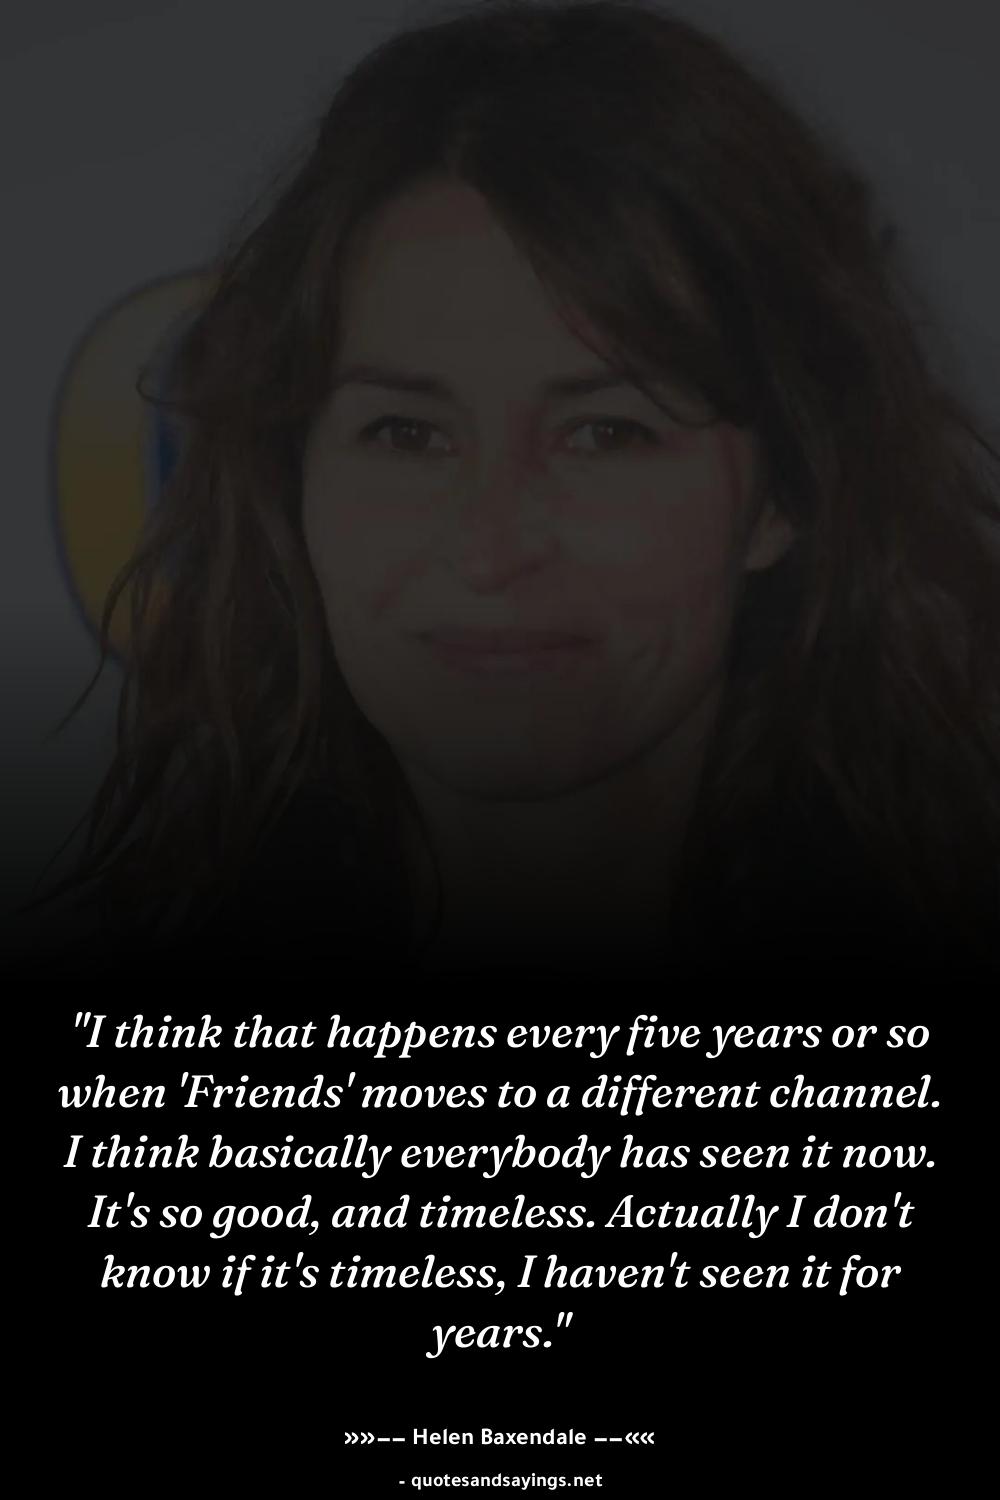 "I think that happens every five years or so
when 'Friends' moves to a different channel.
I think basically everybody has seen it now.
It's so good, and timeless. Actually I don't
know if it's timeless, I haven't seen it for
years."
»»−− Helen Baxendale −−««
- quotesandsayings.net